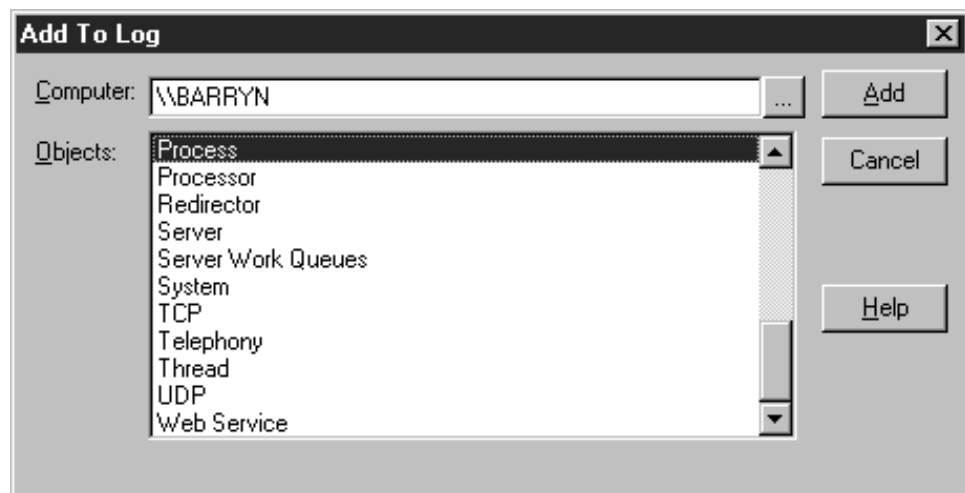 Add To Log
Computer: \\BARRYN ... Add
Objects: Process Cancel
Processor
Redirector
Server
Server Work Queues
System
TCP Help
Telephony
Thread
UDP
Web Service